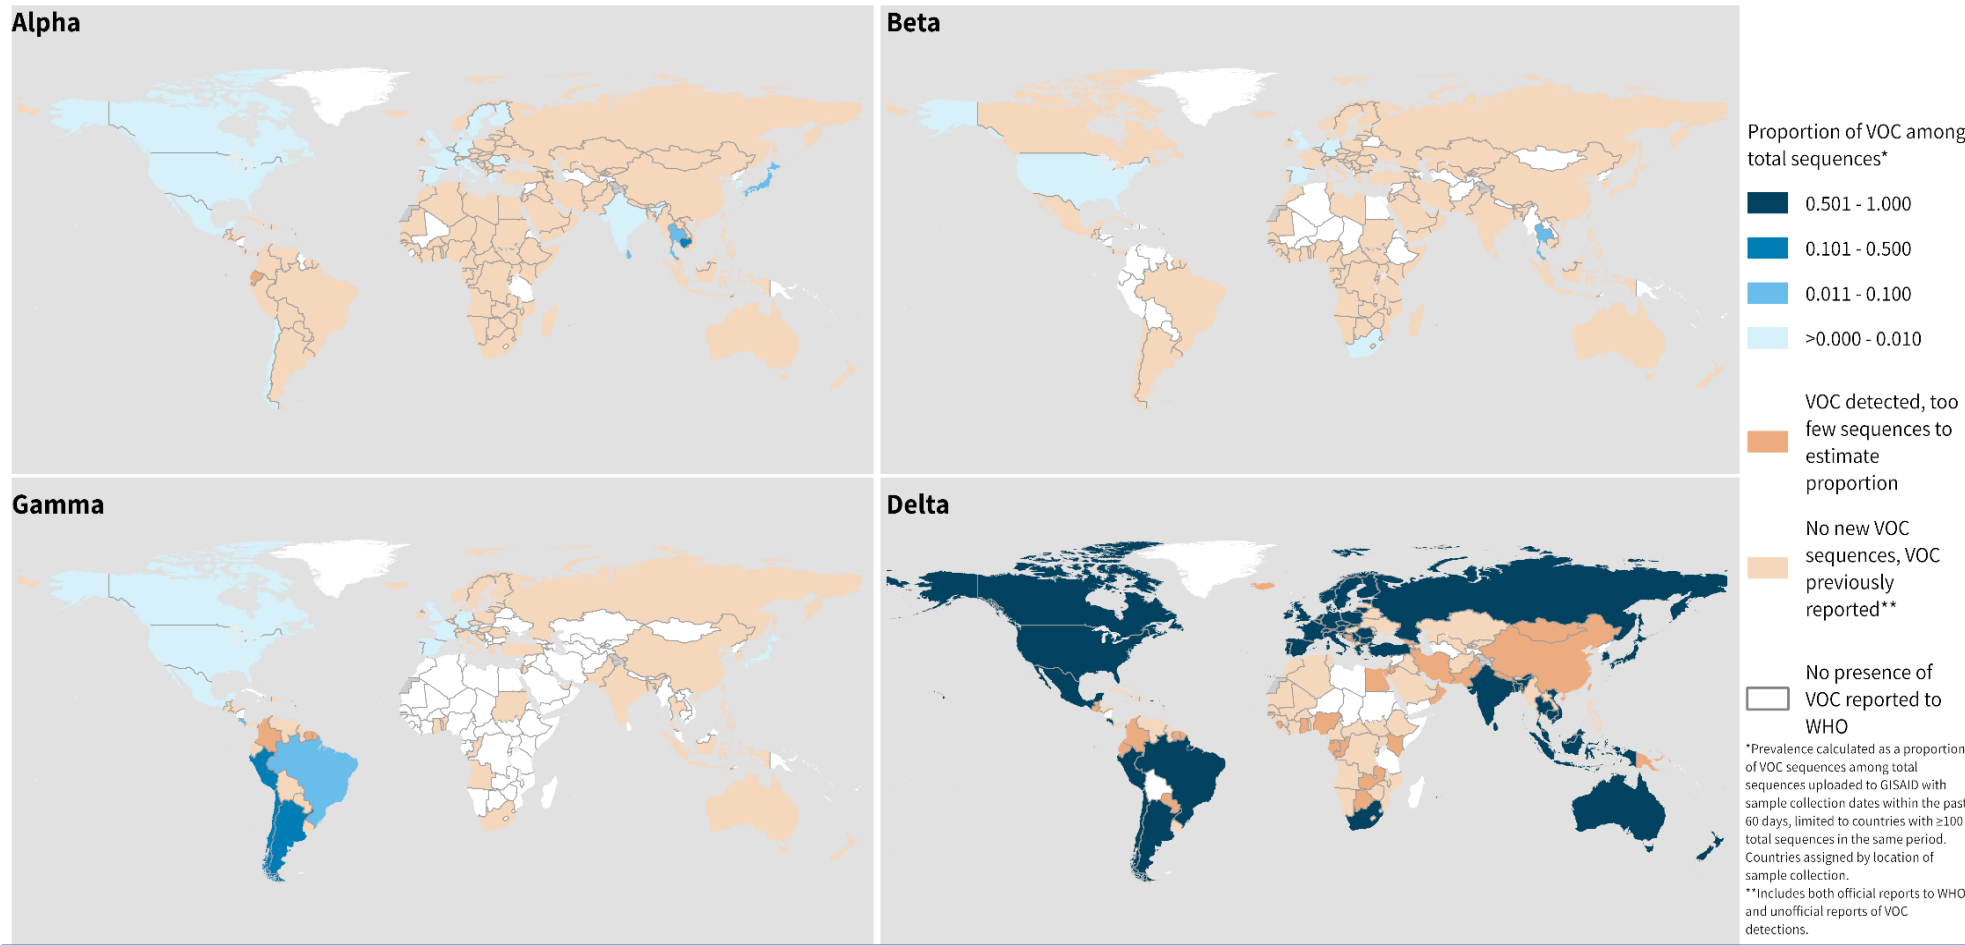 Alpha
Beta
Gamma
Delta
Proportion of VOC among
total sequences*
0.501 - 1.000
0.101 - 0.500
0.011 - 0.100
>0.000 - 0.010
VOC detected, too
few sequences to
estimate
proportion
No new VOC
sequences, VOC
previously
reported**
No presence of
VOC reported to
WHO
*Prevalence calculated as a proportion
of VOC sequences among total
sequences uploaded to GISAID with
sample collection dates within the past
60 days, limited to countries with ≥100
total sequences in the same period.
Countries assigned by location of
sample collection.
**Includes both official reports to WHO
and unofficial reports of VOC
detections.